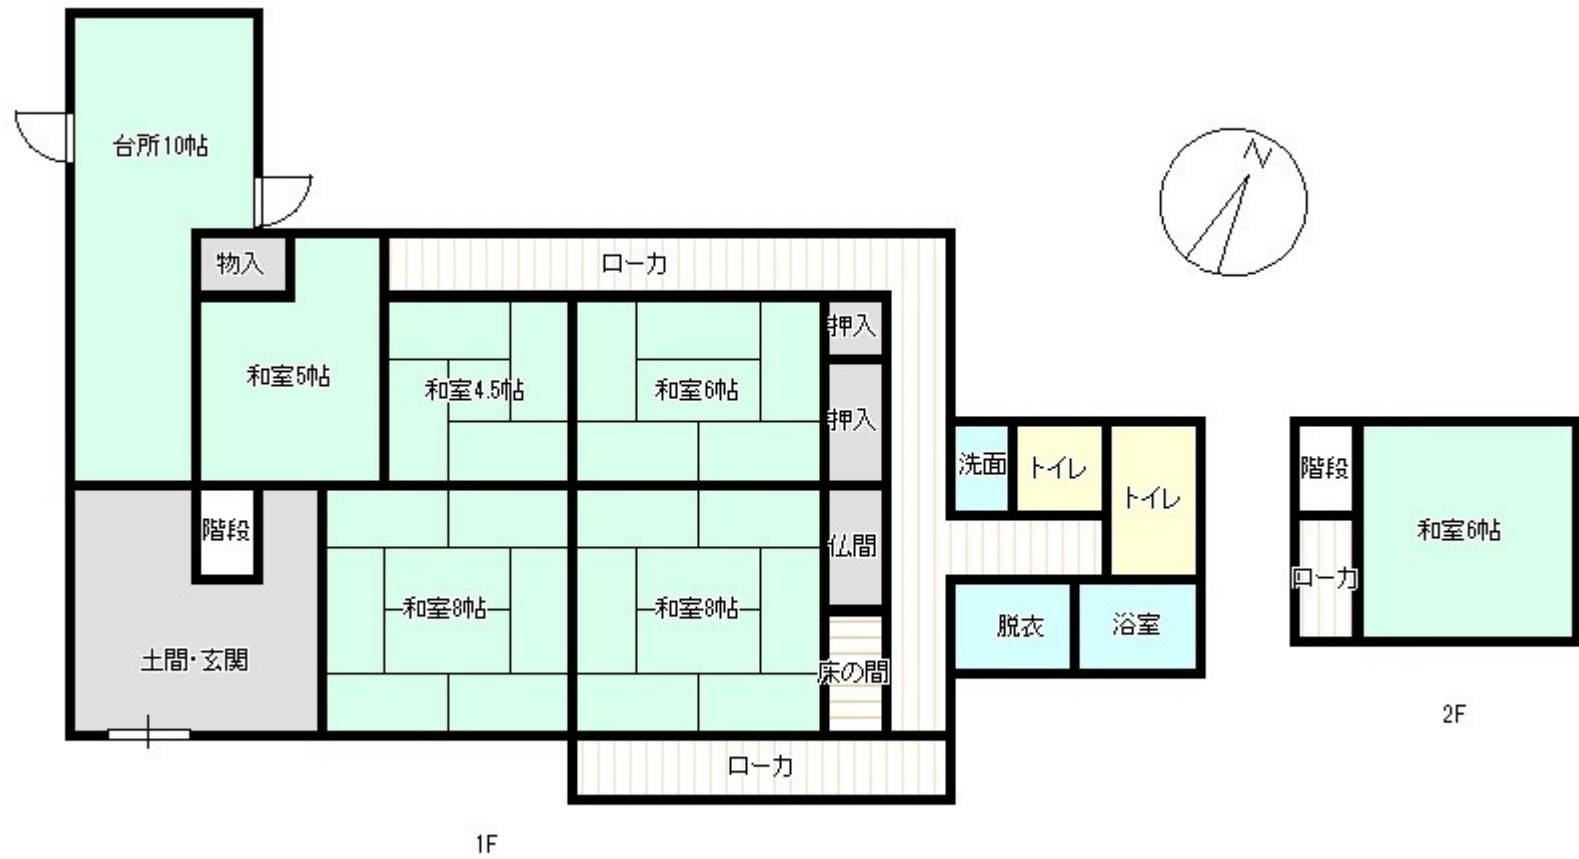 台所10帖
N
物入
ローカ
押入
和室5帖
和室4.5帖
和室6帖
押入
洗面
トイレ
トイレ
階段
和室6帖
階段
仏間
ローカ
和室8帖
和室8帖
脱衣
浴室
土間・玄関
床の間
ローカ
2F
1F